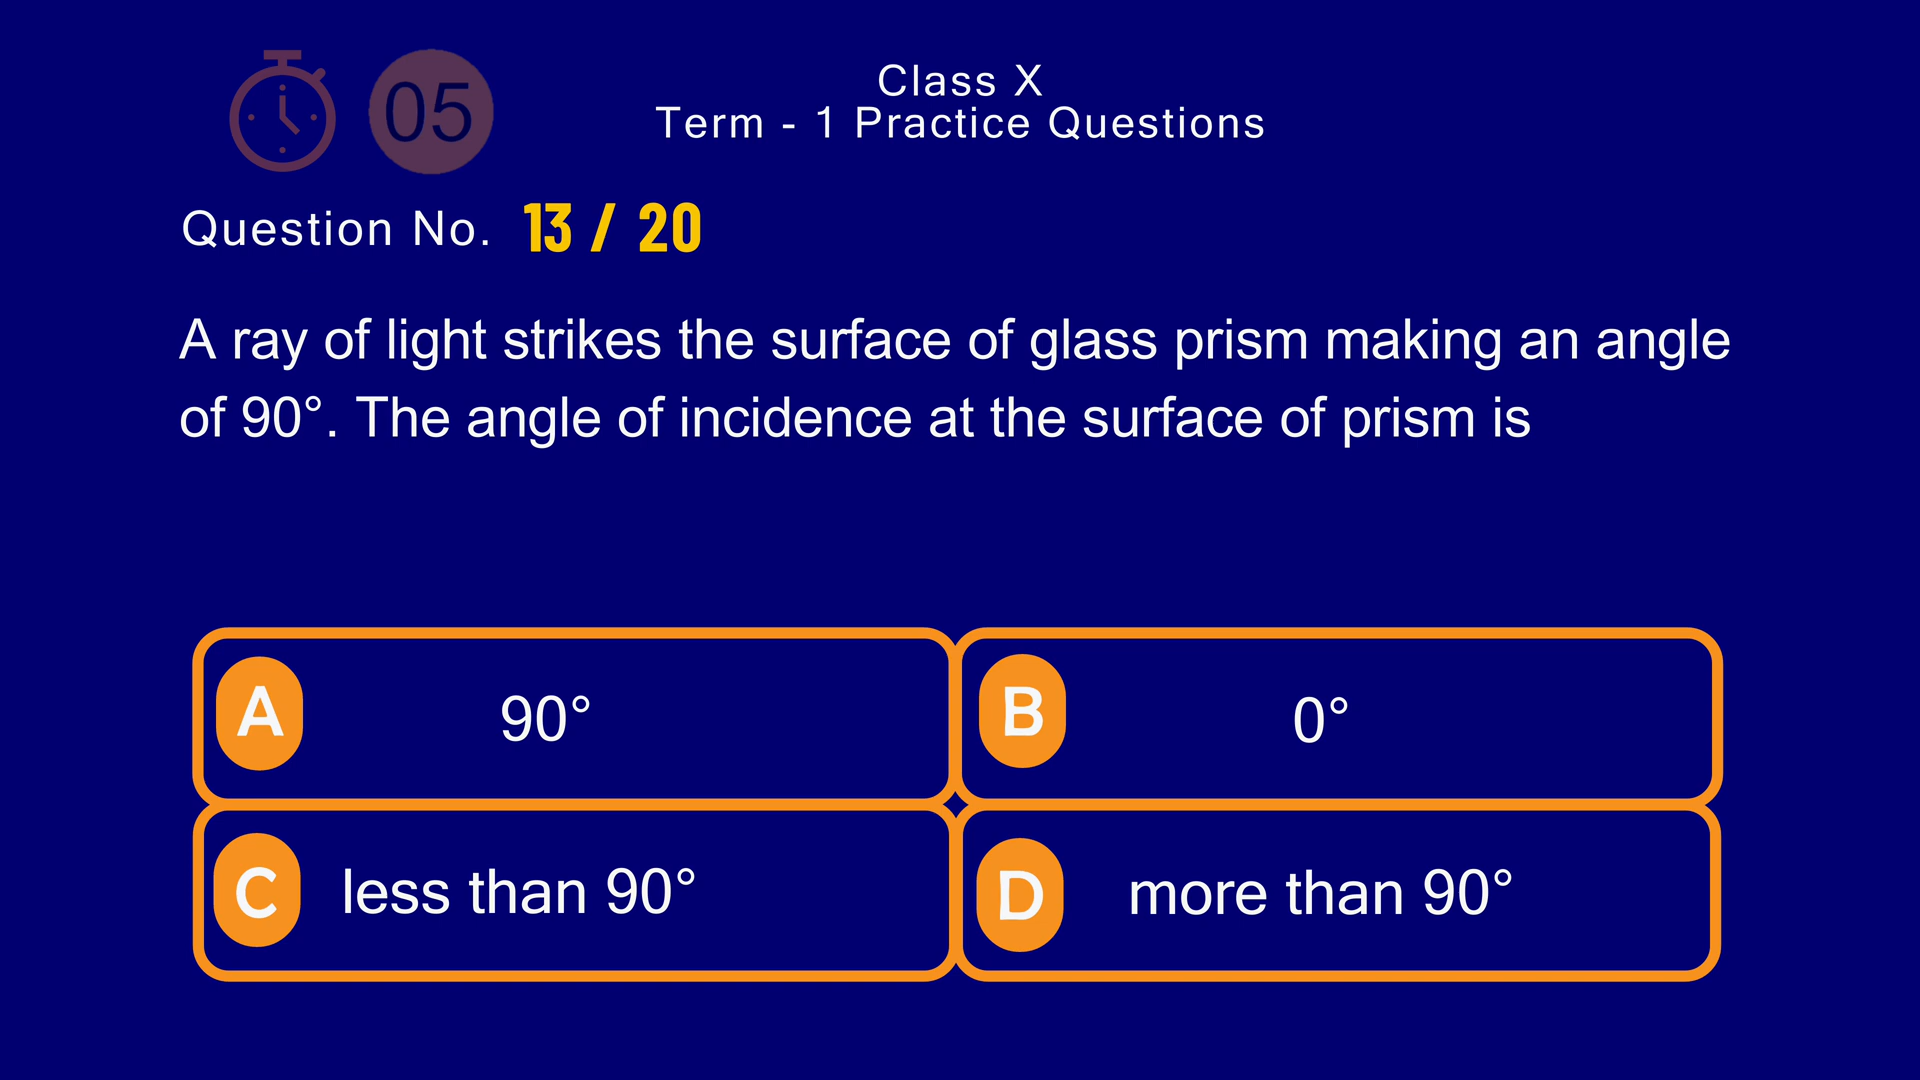 05
Class X
Term - 1 Practice Questions
Question No. 13 / 20
A ray of light strikes the surface of glass prism making an angle
of 90°. The angle of incidence at the surface of prism is
A 90°
B 0°
C less than 90°
D more than 90°